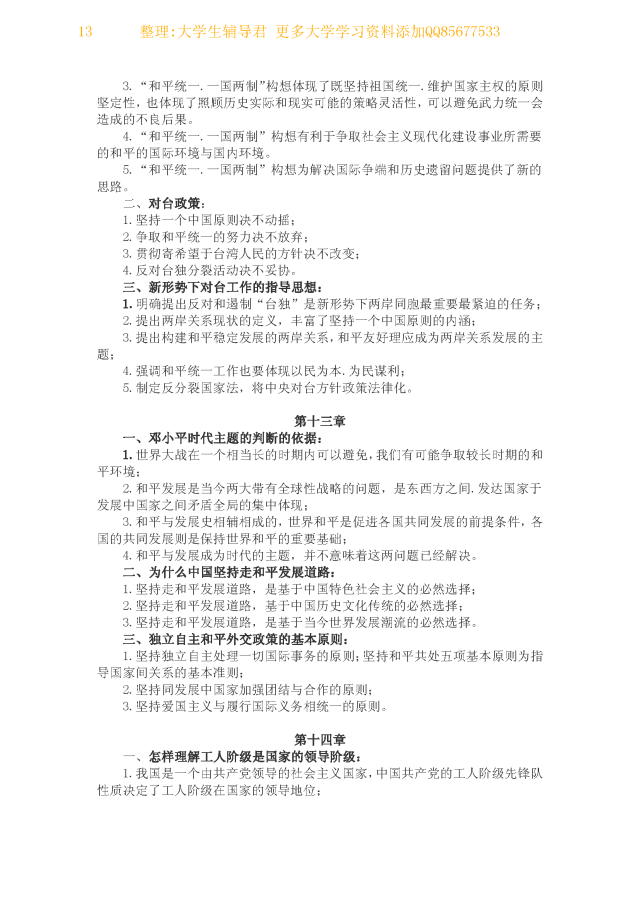 13 整理:大学生辅导君 更多大学学习资料添加QQ85677533
3. “和平统一.一国两制”构想体现了既坚持祖国统一.维护国家主权的原则
坚定性，也体现了照顾历史实际和现实可能的策略灵活性，可以避免武力统一会
造成的不良后果。
4. “和平统一.一国两制”构想有利于争取社会主义现代化建设事业所需要
的和平的国际环境与国内环境。
5. “和平统一.一国两制”构想为解决国际争端和历史遗留问题提供了新的
思路。
二、对台政策：
1. 坚持一个中国原则决不动摇；
2. 争取和平统一的努力决不放弃；
3. 贯彻寄希望于台湾人民的方针决不改变；
4. 反对台独分裂活动决不妥协。
三、新形势下对台工作的指导思想：
1. 明确提出反对和遏制“台独”是新形势下两岸同胞最重要最紧迫的任务；
2. 提出两岸关系现状的定义，丰富了坚持一个中国原则的内涵；
3. 提出构建和平稳定发展的两岸关系，和平友好理应成为两岸关系发展的主
题；
4. 强调和平统一工作也要体现以民为本.为民谋利；
5. 制定反分裂国家法，将中央对台方针政策法律化。
第十三章
一、邓小平时代主题的判断的依据：
1. 世界大战在一个相当长的时期内可以避免，我们有可能争取较长时期的和
平环境；
2. 和平发展是当今两大带有全球性战略的问题，是东西方之间.发达国家于
发展中国家之间矛盾全局的集中体现；
3. 和平与发展史相辅相成的，世界和平是促进各国共同发展的前提条件，各
国的共同发展则是保持世界和平的重要基础；
4. 和平与发展成为时代的主题，并不意味着这两问题已经解决。
二、为什么中国坚持走和平发展道路：
1. 坚持走和平发展道路，是基于中国特色社会主义的必然选择；
2. 坚持走和平发展道路，基于中国历史文化传统的必然选择；
3. 坚持走和平发展道路，是基于当今世界发展潮流的必然选择。
三、独立自主和平外交政策的基本原则：
1. 坚持独立自主处理一切国际事务的原则；坚持和平共处五项基本原则为指
导国家间关系的基本准则；
2. 坚持同发展中国家加强团结与合作的原则；
3. 坚持爱国主义与履行国际义务相统一的原则。
第十四章
一、怎样理解工人阶级是国家的领导阶级：
1. 我国是一个由共产党领导的社会主义国家，中国共产党的工人阶级先锋队
性质决定了工人阶级在国家的领导地位；